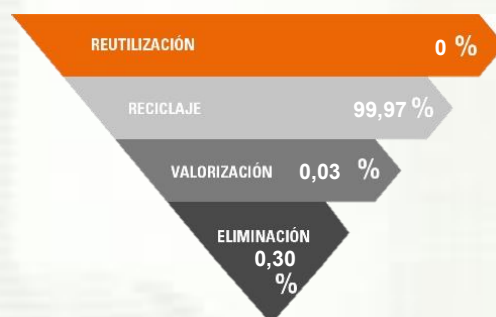 REUTILIZACIÓN 0 %
RECICLAJE 99,97 %
VALORIZACIÓN 0,03 %
ELIMINACIÓN
0,30
%